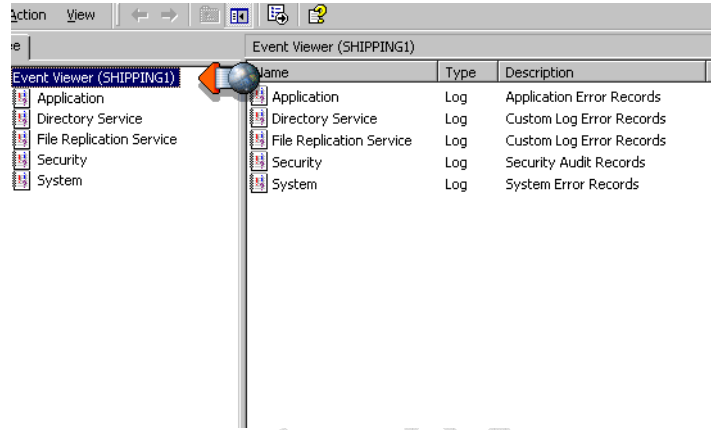 Action View
ee
Event Viewer (SHIPPING1)
Event Viewer (SHIPPING1)
Application
Directory Service
File Replication Service
Security
System
Name Type Description
Application Log Application Error Records
Directory Service Log Custom Log Error Records
File Replication Service Log Custom Log Error Records
Security Log Security Audit Records
System Log System Error Records